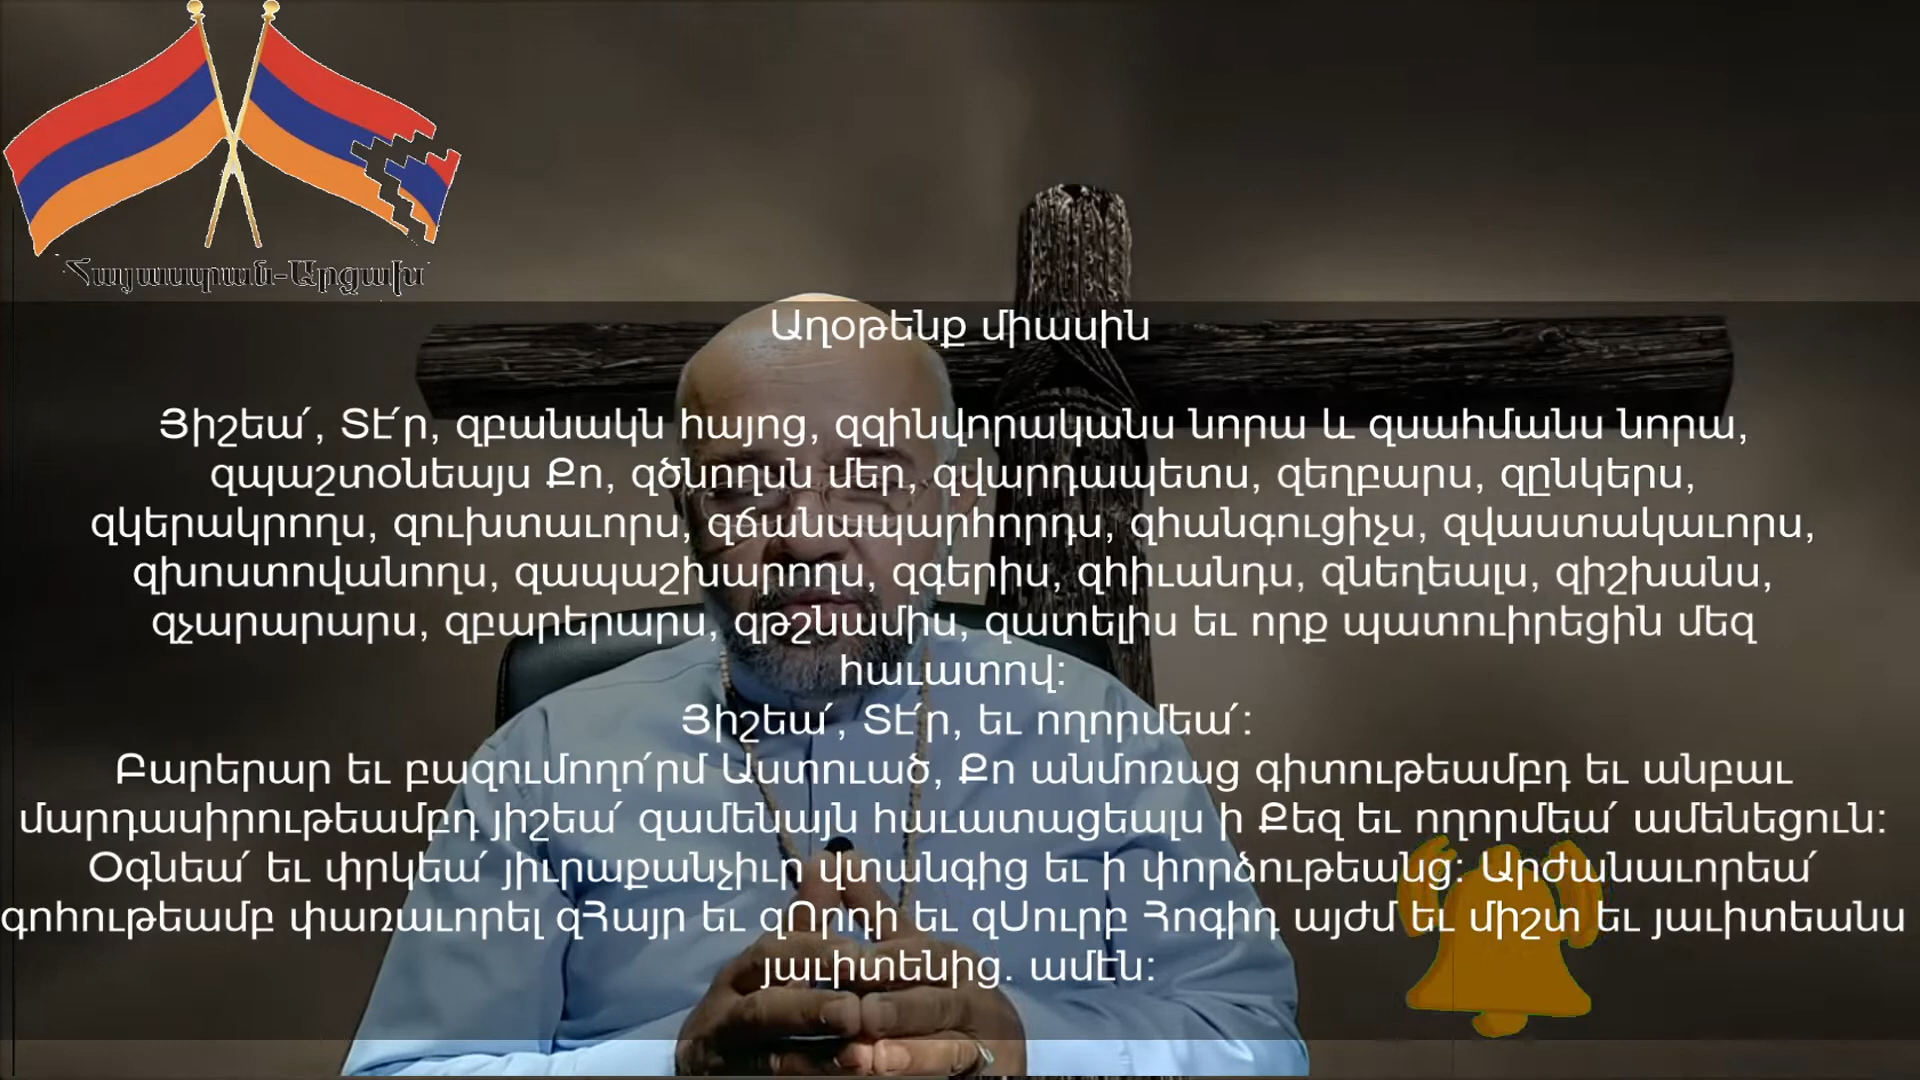 Հայաստան-Արցախ
Աղօթենք միասին
Յիշեա՛, Տէ՛ր, զբանակն հայոց, զզինվորականս նորա և զսահմանս նորա,
զպաշտօնեայս Քո, զծնողսն մեր, զվարդապետս, զեղբարս, զընկերս,
զկերակրողս, զուխտաւորս, զճանապարհորդս, զհանգուցիչս, զվաստակաւորս,
զխոստովանողս, զապաշխարողս, զգերիս, զհիւանդս, զնեղեալս, զիշխանս,
զչարարարս, զբարերարս, զթշնամիս, զատելիս եւ որք պատուիրեցին մեզ
հաւատով:
Յիշեա՛, Տէ՛ր, եւ ողորմեա՛:
Բարերար եւ բազումողո՛րմ Աստուած, Քո անմոռաց գիտութեամբդ եւ անբաւ
մարդասիրութեամբդ յիշեա՛ զամենայն հաւատացեալս ի Քեզ եւ ողորմեա՛ ամենեցուն:
Օգնեա՛ եւ փրկեա՛ յիւրաքանչիւր վտանգից եւ ի փորձութեանց: Արժանաւորեա՛
գոհութեամբ փառաւորել զՀայր եւ զՈրդի եւ զՍուրբ Հոգիդ այժմ եւ միշտ եւ յաւիտեանս
յաւիտենից. ամէն: